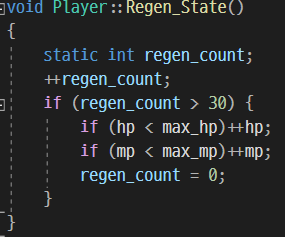 void Player::Regen_State()
{
    static int regen_count;
    ++regen_count;
    if (regen_count > 30) {
        if (hp < max_hp)++hp;
        if (mp < max_mp)++mp;
        regen_count = 0;
    }
}